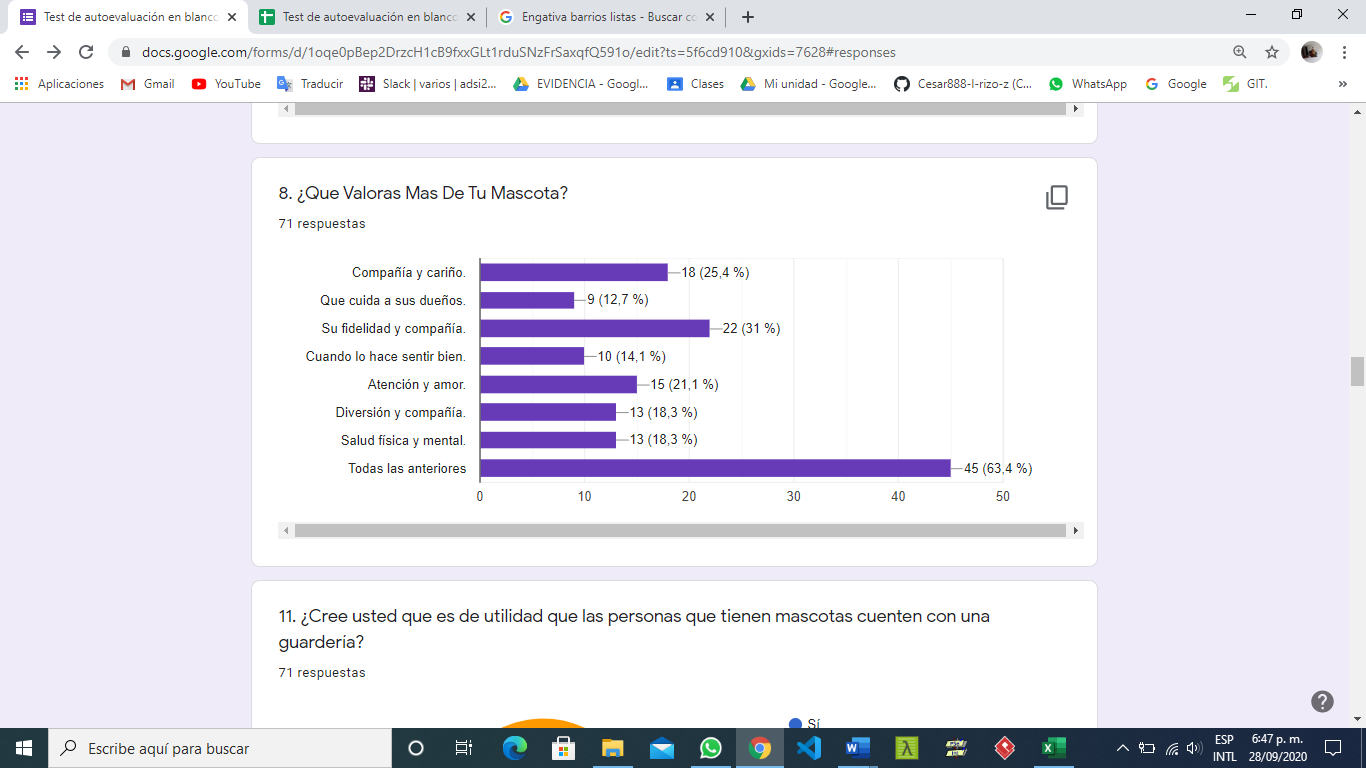 Test de autoevaluación en blanco
Test de autoevaluación en blanco
Engativa barrios listas - Buscar co
docs.google.com/forms/d/1oqe0pBep2DrzcH1cB9fxxGLt1rduSNzFrSaxqfQ591o/edit?ts=5f6cd910&gxids=7628#responses
Aplicaciones
Gmail
YouTube
Traducir
Slack | varios | adsi2...
EVIDENCIA - Googl...
Clases
Mi unidad - Google...
Cesar888-I-rizo-z (C...
WhatsApp
Google
GIT.
»
8. ¿Que Valoras Mas De Tu Mascota?
71 respuestas
Compañía y cariño. 18 (25,4 %)
Que cuida a sus dueños. 9 (12,7 %)
Su fidelidad y compañía. 22 (31 %)
Cuando lo hace sentir bien. 10 (14,1 %)
Atención y amor. 15 (21,1 %)
Diversión y compañía. 13 (18,3 %)
Salud física y mental. 13 (18,3 %)
Todas las anteriores 45 (63,4 %)
0 10 20 30 40 50
11. ¿Cree usted que es de utilidad que las personas que tienen mascotas cuenten con una
guardería?
71 respuestas
Sí
Escribe aquí para buscar
ESP
INTL
6:47 p. m.
28/09/2020